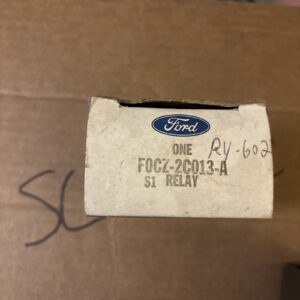 Ford
ONE
RY-602
F0CZ-2C013-A
S1 RELAY
SC